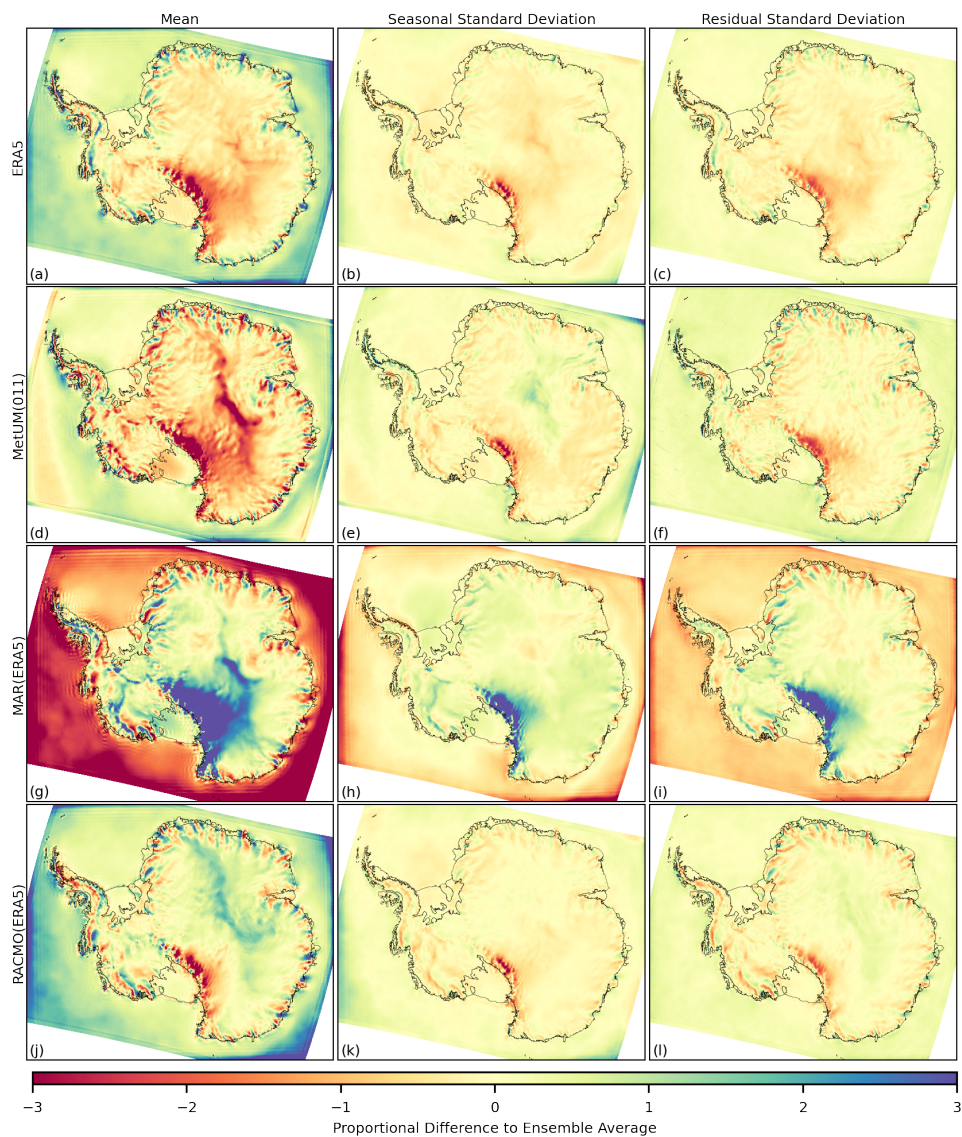 Mean Seasonal Standard Deviation Residual Standard Deviation
ERA5
(a) (b) (c)
MetUM(011)
(d) (e) (f)
MAR(ERA5)
(g) (h) (i)
RACMO(ERA5)
(j) (k) (l)
−3 −2 −1 0 1 2 3
Proportional Difference to Ensemble Average